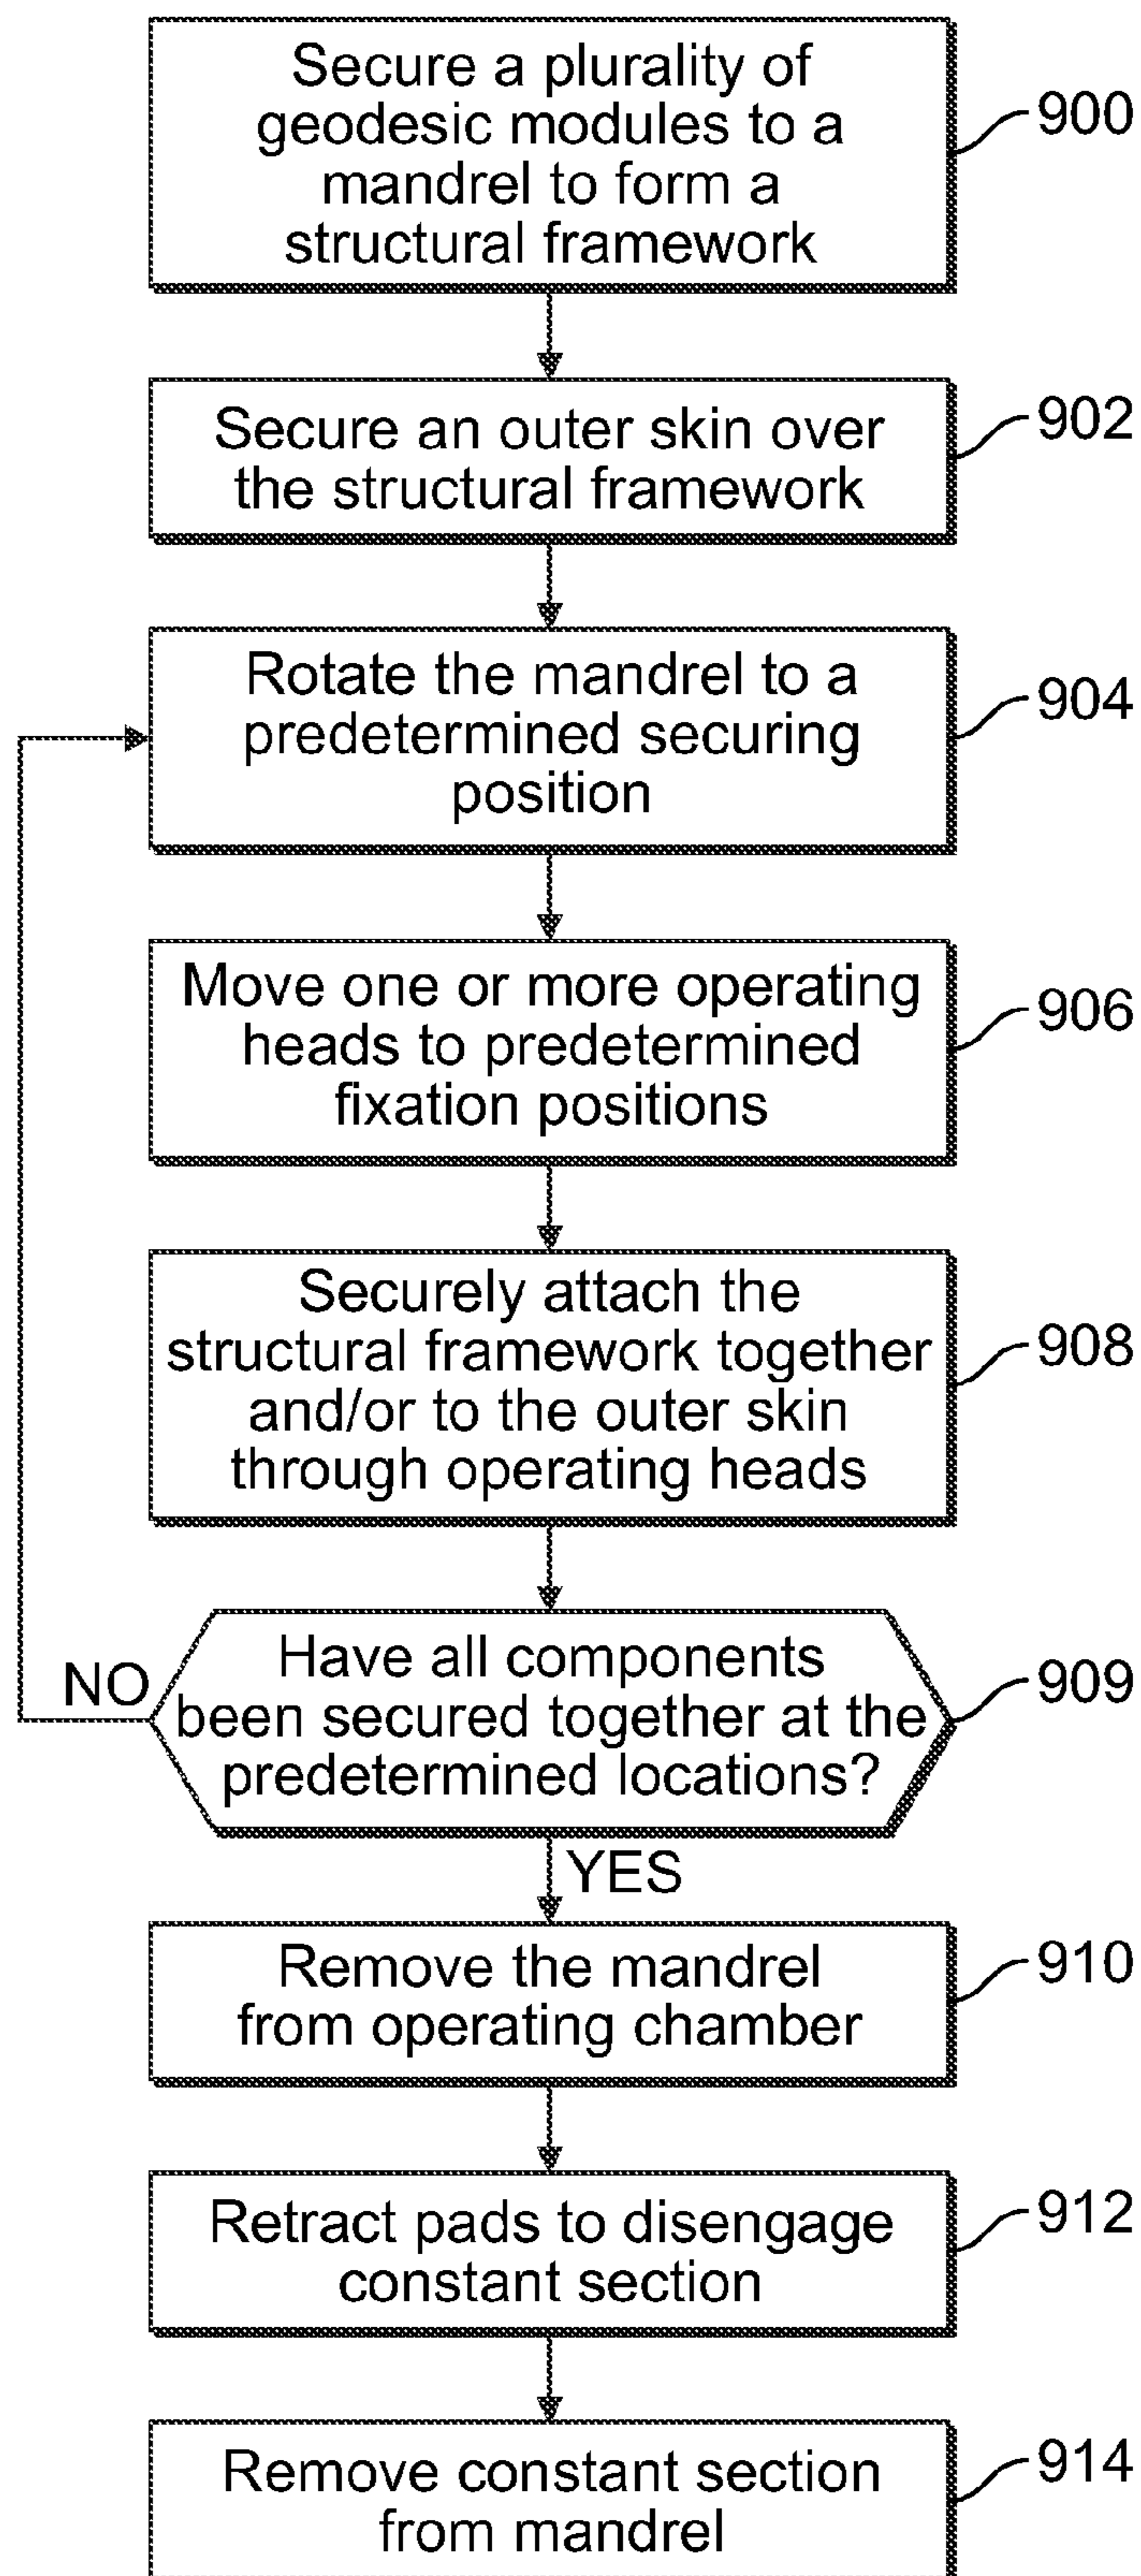 Secure a plurality of
geodesic modules to a
mandrel to form a
structural framework
900
Secure an outer skin over
the structural framework
902
Rotate the mandrel to a
predetermined securing
position
904
Move one or more operating
heads to predetermined
fixation positions
906
Securely attach the
structural framework together
and/or to the outer skin
through operating heads
908
Have all components
been secured together at the
predetermined locations?
909
NO
YES
Remove the mandrel
from operating chamber
910
Retract pads to disengage
constant section
912
Remove constant section
from mandrel
914